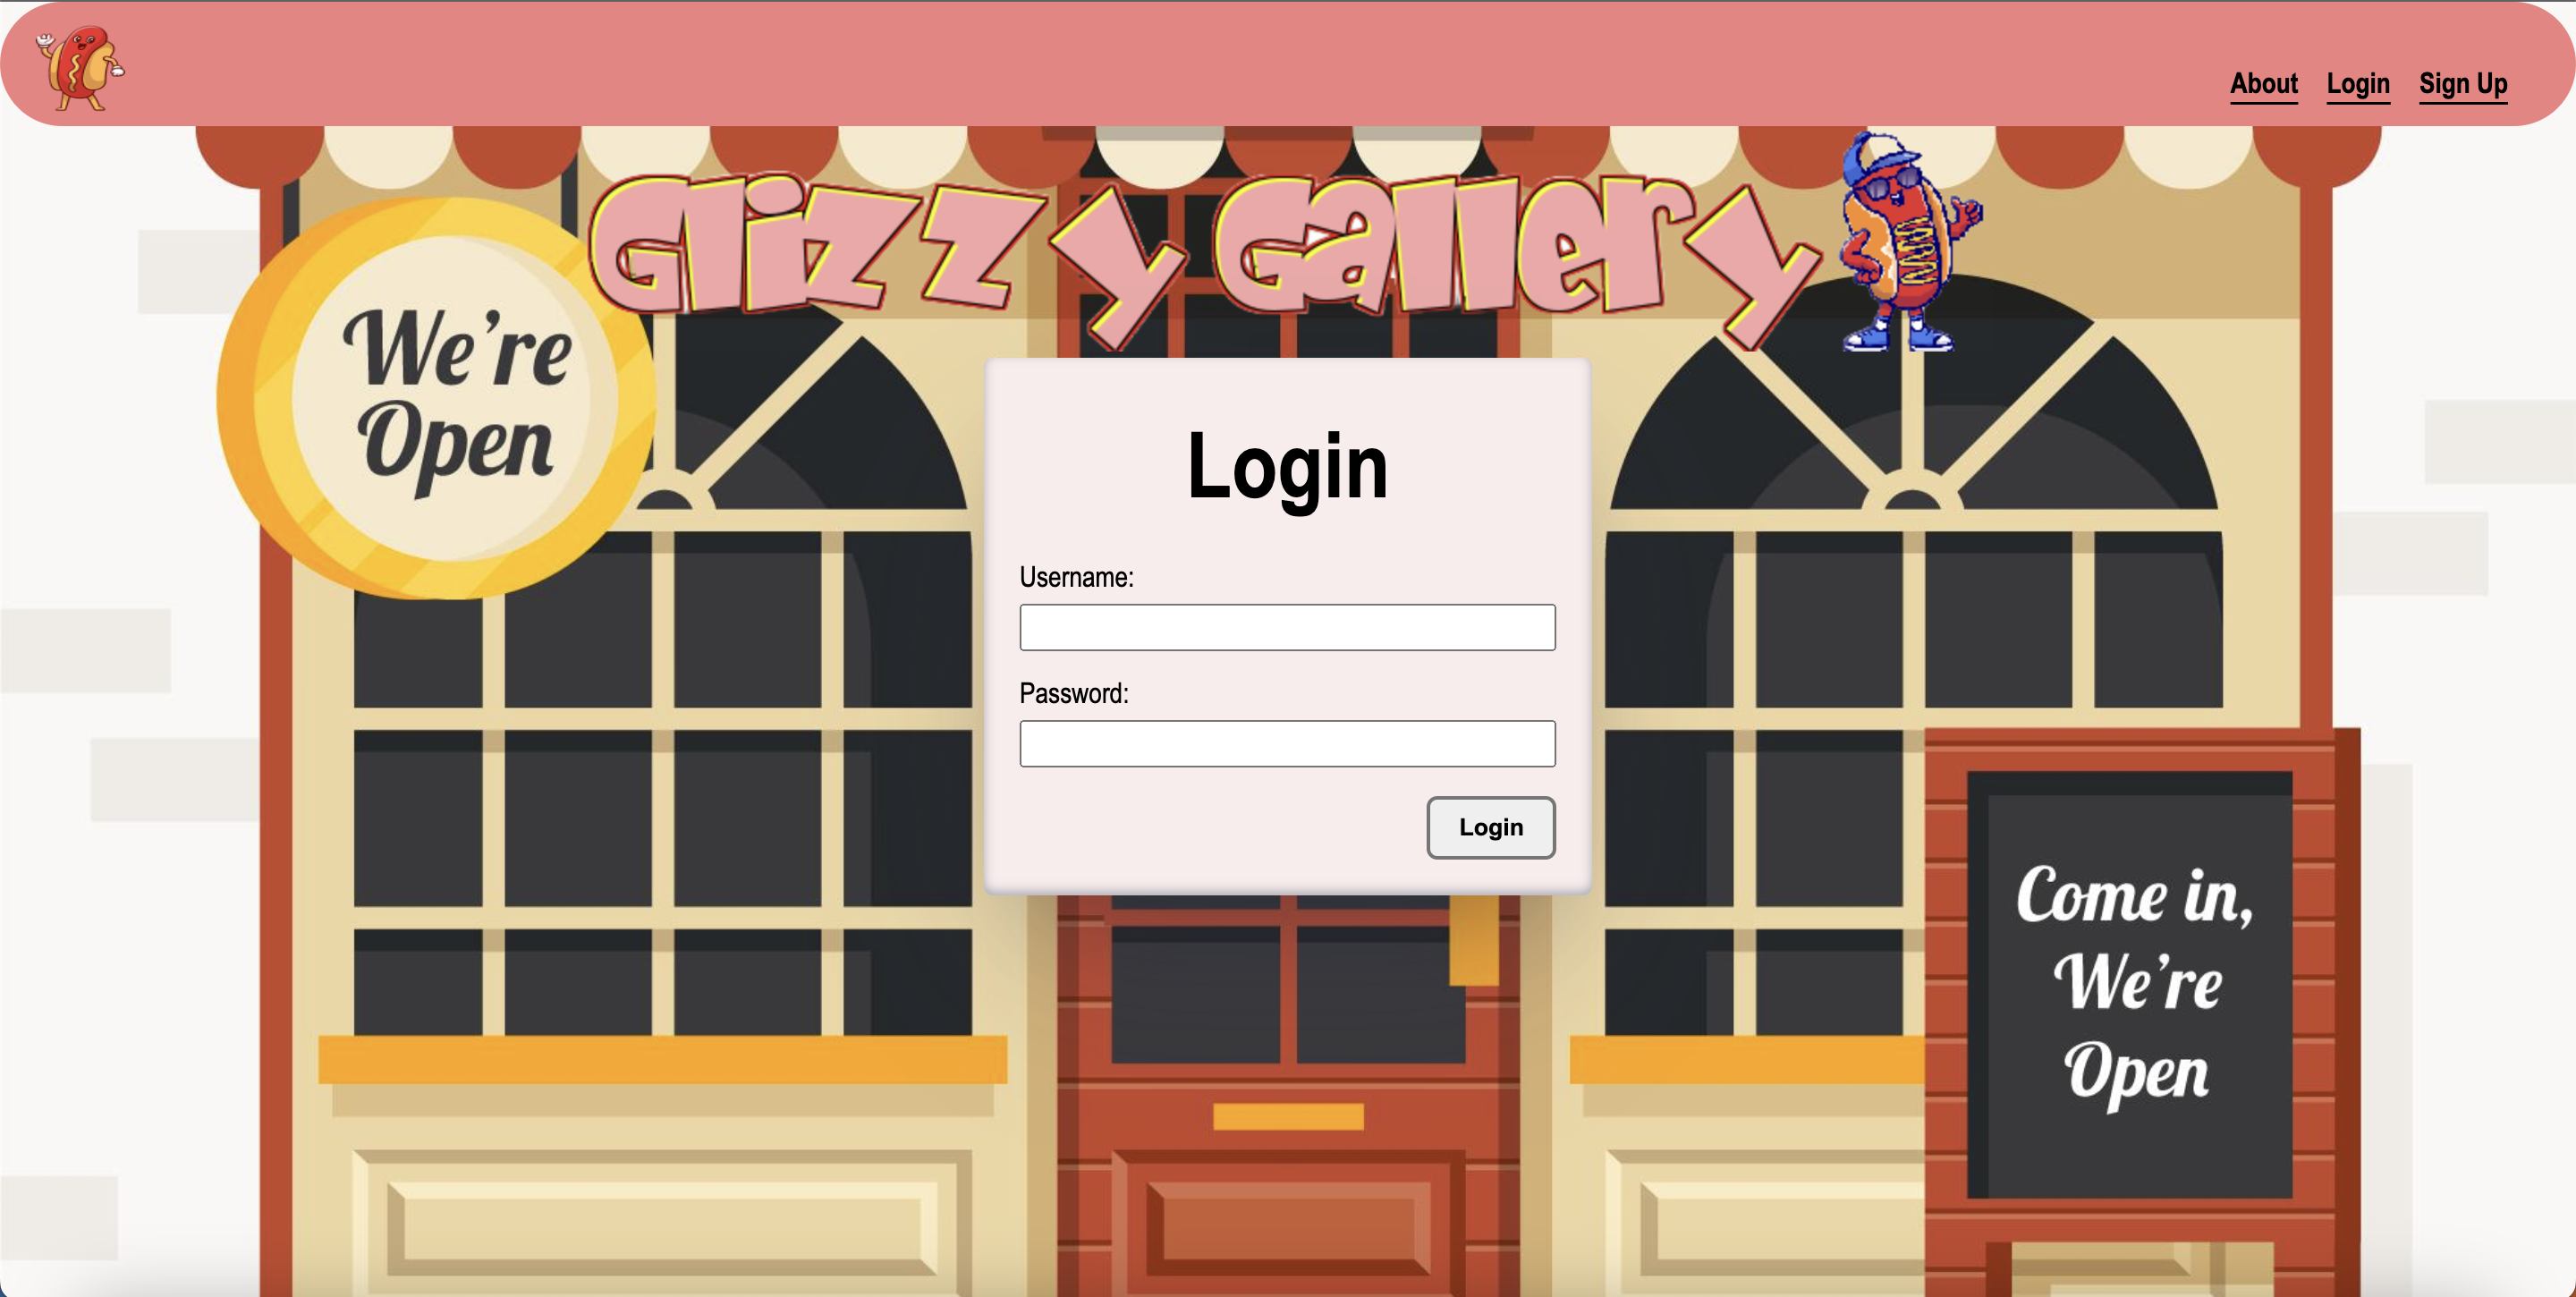 About Login Sign Up
Glizzy Gallery
We're
Open
Login
Username:
Password:
Login
Come in,
We're
Open